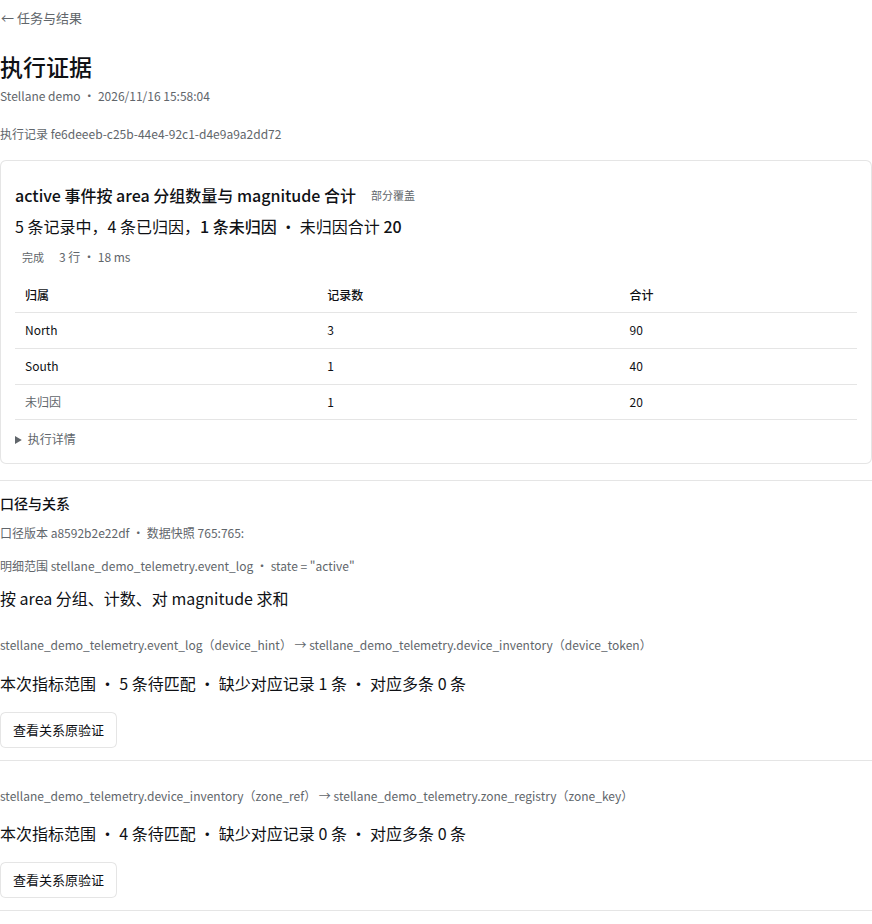 ← 任务与结果
执行证据
Stellane demo · 2026/11/16 15:58:04
执行记录 fe6deeeb-c25b-44e4-92c1-d4e9a9a2dd72
active 事件按 area 分组数量与 magnitude 合计 部分覆盖
5 条记录中，4 条已归因，1 条未归因 · 未归因合计 20
完成 3 行 · 18 ms
归属 记录数 合计
North 3 90
South 1 40
未归因 1 20
▶ 执行详情
口径与关系
口径版本 a8592b2e22df · 数据快照 765:765:
明细范围 stellane_demo_telemetry.event_log · state = "active"
按 area 分组、计数、对 magnitude 求和
stellane_demo_telemetry.event_log（device_hint）→ stellane_demo_telemetry.device_inventory（device_token）
本次指标范围 · 5 条待匹配 · 缺少对应记录 1 条 · 对应多条 0 条
查看关系原验证
stellane_demo_telemetry.device_inventory（zone_ref）→ stellane_demo_telemetry.zone_registry（zone_key）
本次指标范围 · 4 条待匹配 · 缺少对应记录 0 条 · 对应多条 0 条
查看关系原验证